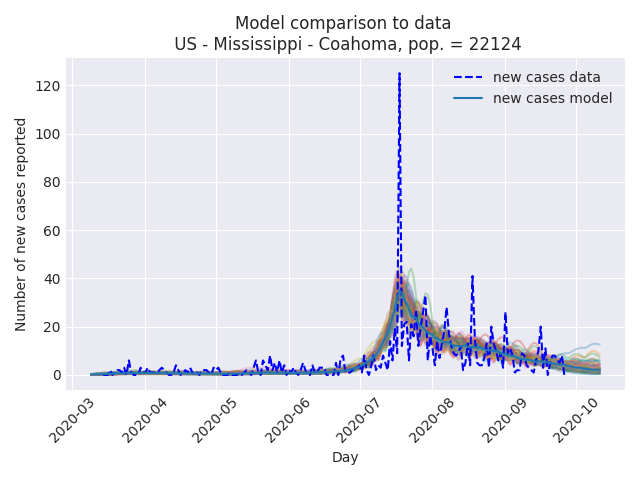 Model comparison to data
US - Mississippi - Coahoma, pop. = 22124
new cases data
new cases model
Number of new cases reported
120
100
80
60
40
20
0
2020-03
2020-04
2020-05
2020-06
2020-07
2020-08
2020-09
2020-10
Day